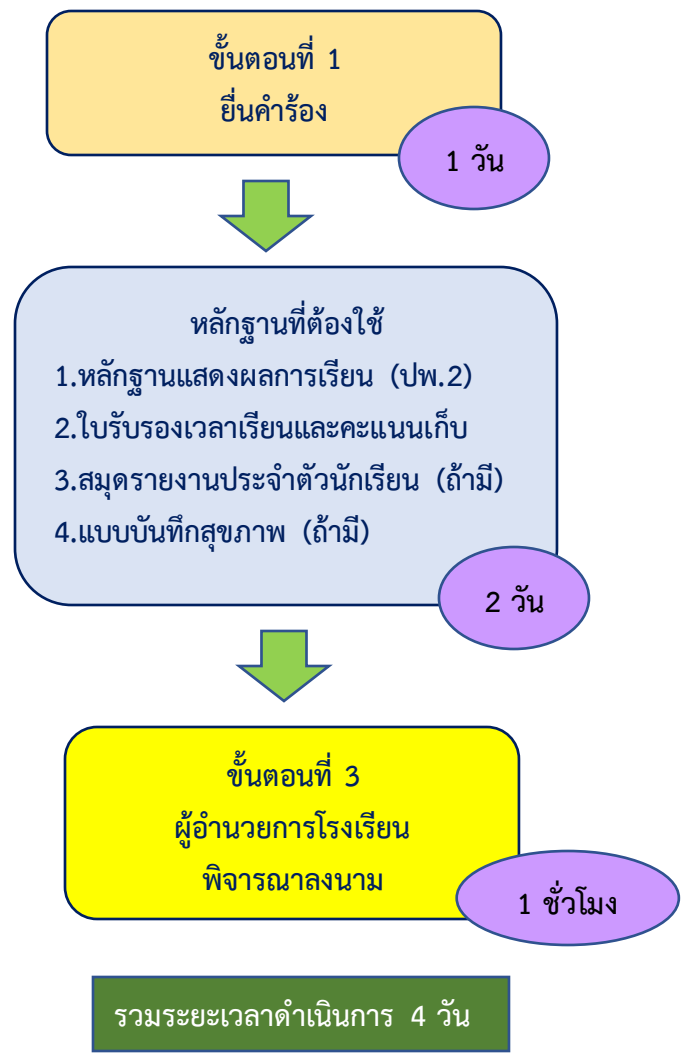 ขั้นตอนที่ 1
ยื่นคำร้อง
1 วัน
หลักฐานที่ต้องใช้
1.หลักฐานแสดงผลการเรียน (ปพ.2)
2.ใบรับรองเวลาเรียนและคะแนนเก็บ
3.สมุดรายงานประจำตัวนักเรียน (ถ้ามี)
4.แบบบันทึกสุขภาพ (ถ้ามี)
2 วัน
ขั้นตอนที่ 3
ผู้อำนวยการโรงเรียน
พิจารณาลงนาม
1 ชั่วโมง
รวมระยะเวลาดำเนินการ 4 วัน